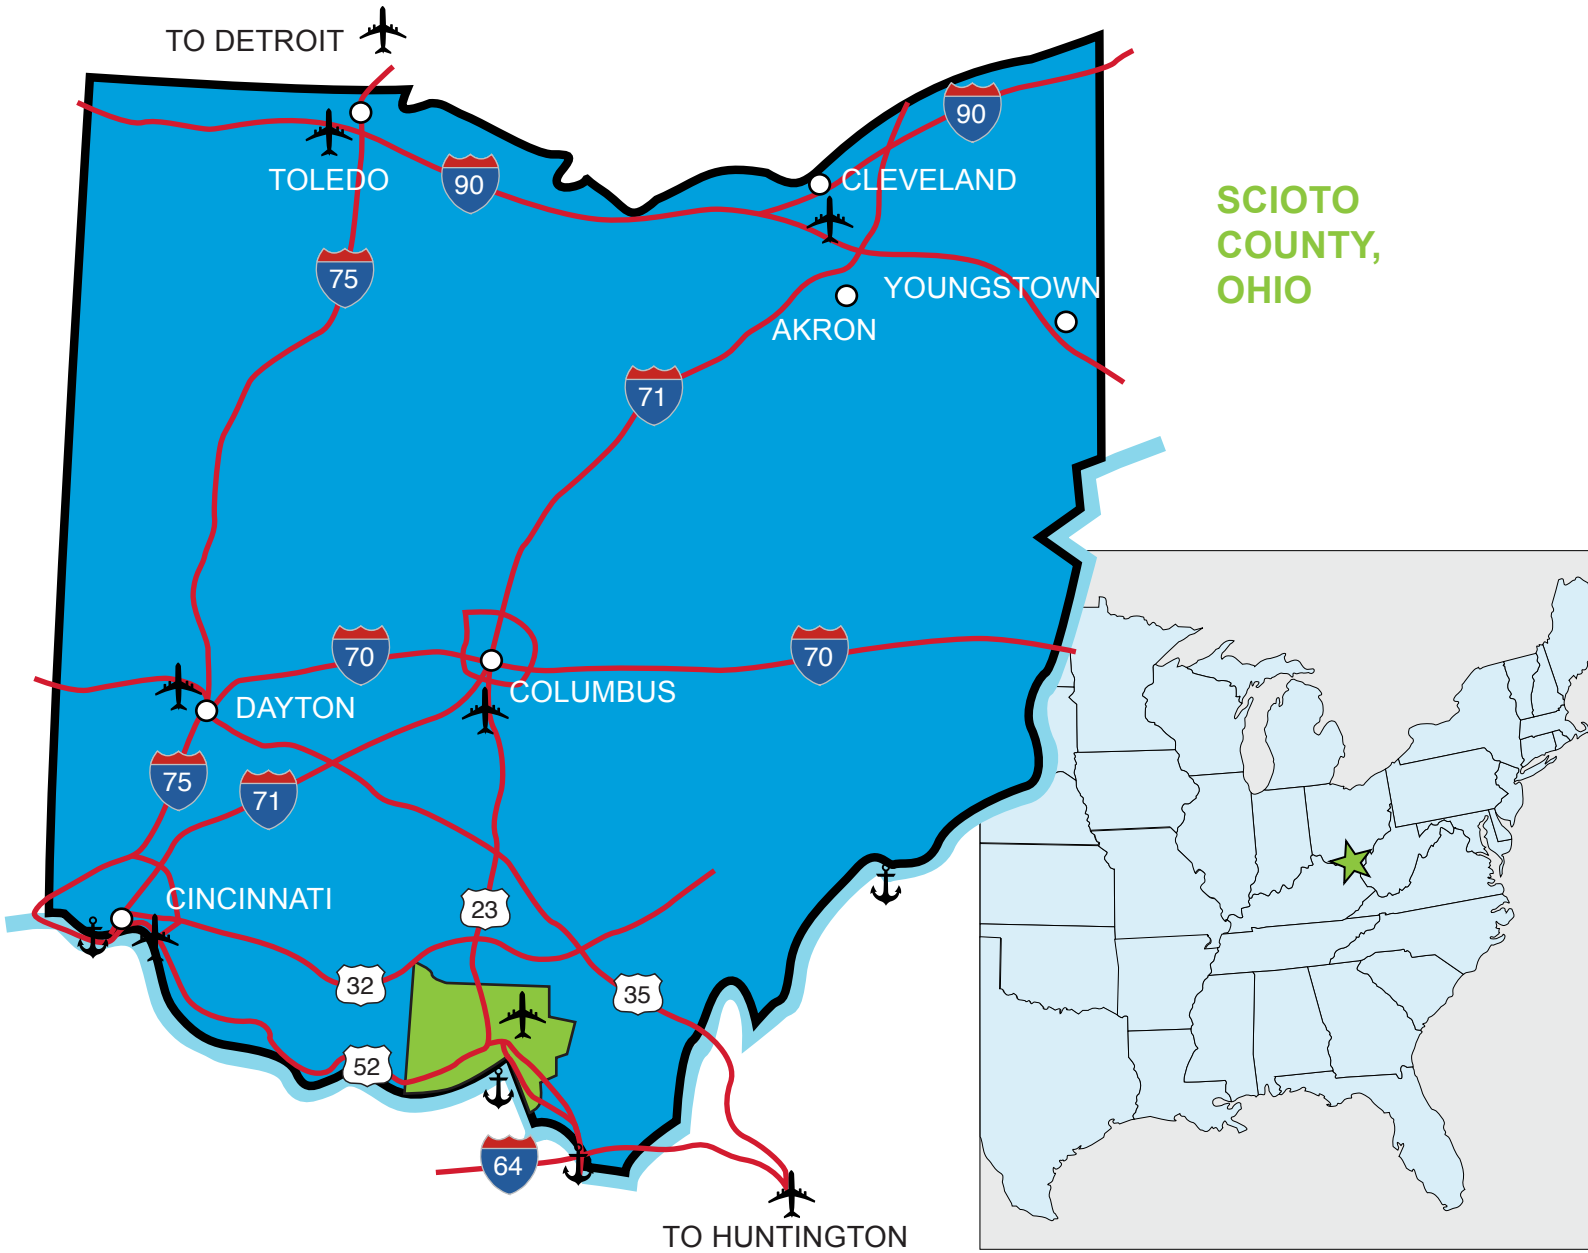 TO DETROIT
90
TOLEDO
90
CLEVELAND
SCIOTO
COUNTY,
OHIO
75
YOUNGSTOWN
AKRON
71
70
70
COLUMBUS
DAYTON
75
71
CINCINNATI
23
32
35
52
64
TO HUNTINGTON